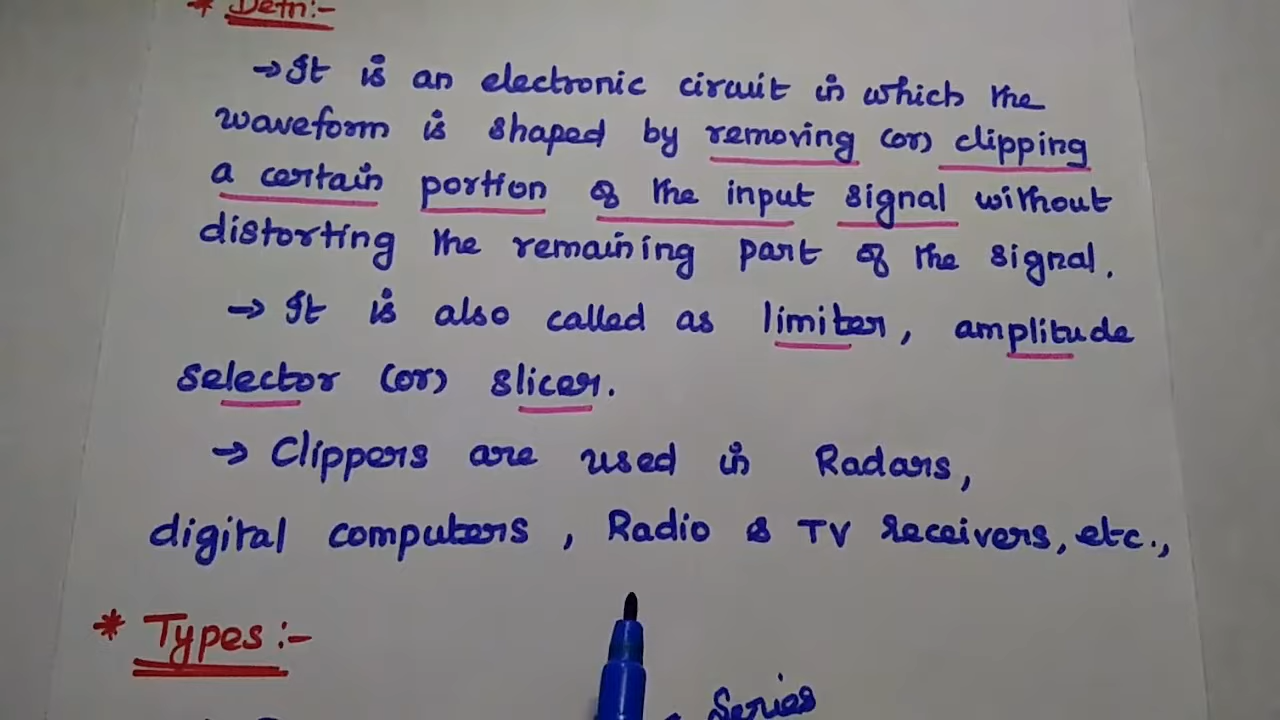 * Defn:-
→ It is an electronic circuit in which the
waveform is shaped by removing (or) clipping
a certain portion of the input signal without
distorting the remaining part of the signal.
→ It is also called as limiter, amplitude
selector (or) slicer.
→ Clippers are used in Radars,
digital computers, Radio & TV receivers, etc.,
* Types:-
Series